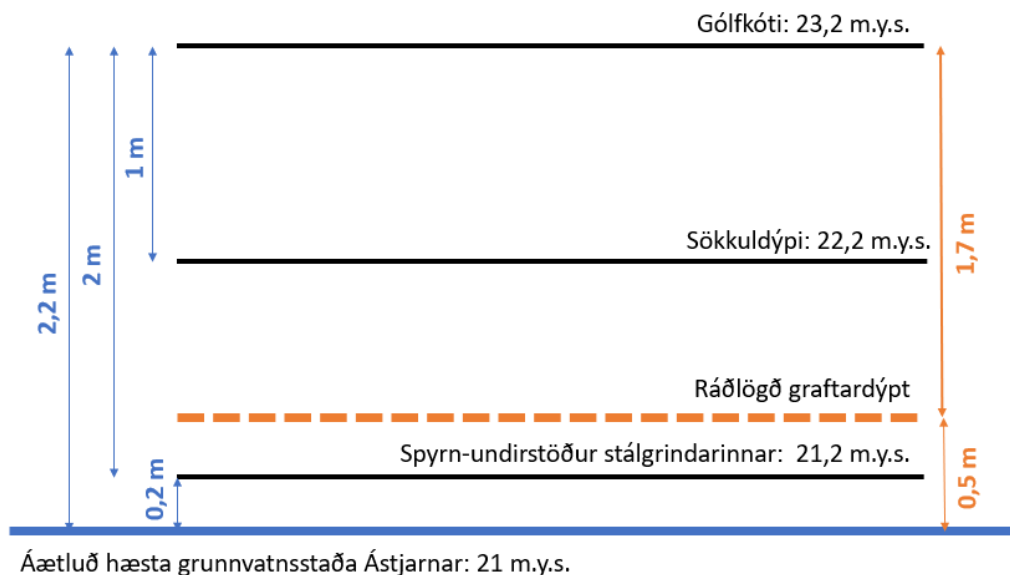 Gólfkóti: 23,2 m.y.s.
1 m
2 m
2,2 m
1,7 m
Sökkuldýpi: 22,2 m.y.s.
Ráðlögð graftardýpt
Spyrn-undirstöður stálgrindarinnar:  21,2 m.y.s.
0,2 m
0,5 m
Áætluð hæsta grunnvatnsstaða Ástjarnar: 21 m.y.s.